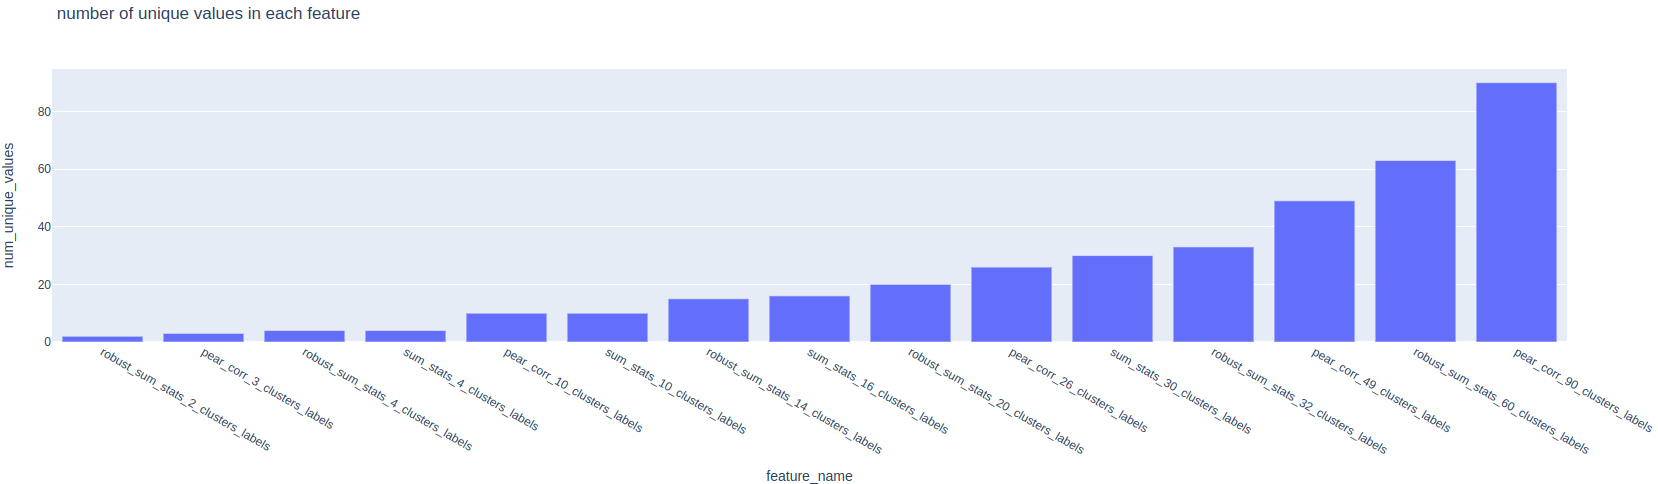 number of unique values in each feature
num_unique_values
80
60
40
20
0
robust_sum_stats_2_clusters_labels
pear_corr_3_clusters_labels
robust_sum_stats_4_clusters_labels
sum_stats_4_clusters_labels
pear_corr_10_clusters_labels
sum_stats_10_clusters_labels
robust_sum_stats_14_clusters_labels
sum_stats_16_clusters_labels
robust_sum_stats_20_clusters_labels
pear_corr_26_clusters_labels
sum_stats_30_clusters_labels
robust_sum_stats_32_clusters_labels
pear_corr_49_clusters_labels
robust_sum_stats_60_clusters_labels
pear_corr_90_clusters_labels
feature_name